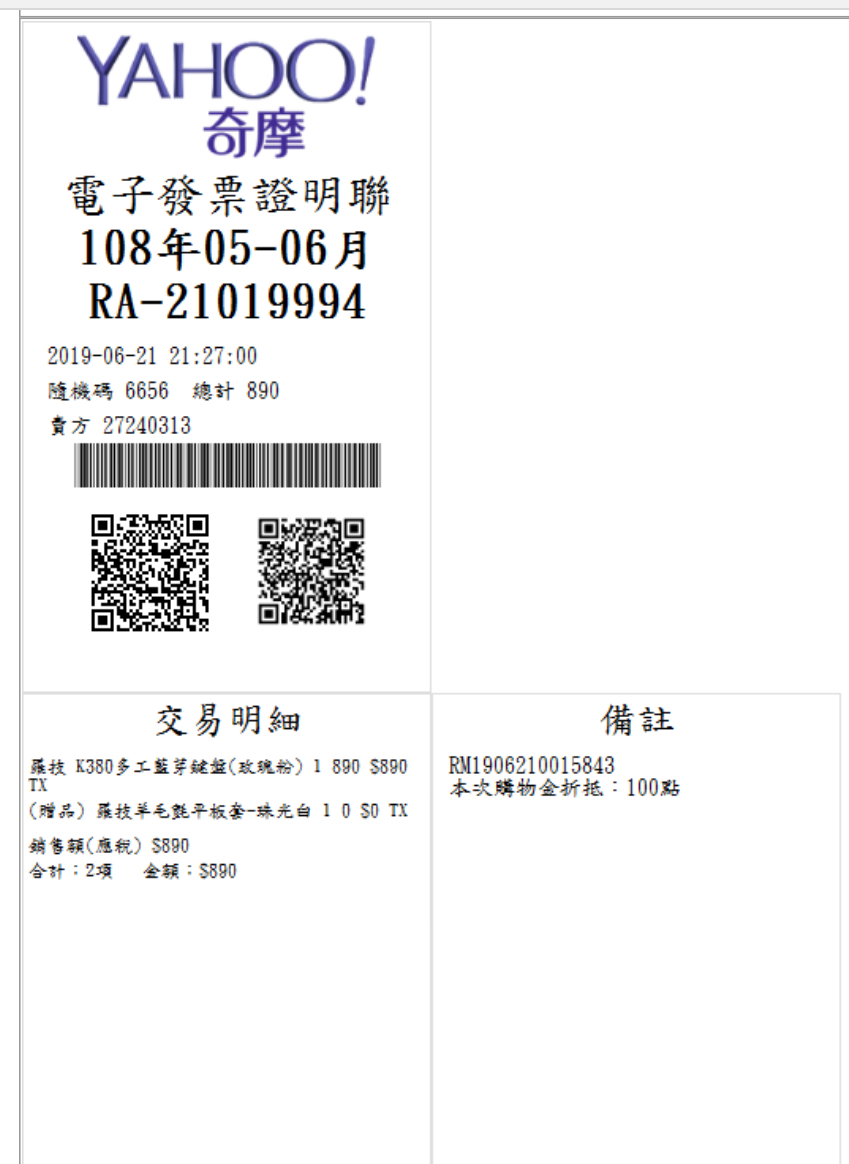 YAHOO!
奇摩
電子發票證明聯
108年05-06月
RA-21019994
2019-06-21 21:27:00
隨機碼 6656 總計 890
賣方 27240313
交易明細
羅技 K380多工藍芽鍵盤(玫瑰粉) 1 890 $890
TX
(贈品) 羅技羊毛氈平板套-珠光白 1 0 $0 TX
銷售額(應稅) $890
合計：2項 金額：$890
備註
RM1906210015843
本次購物金折抵：100點